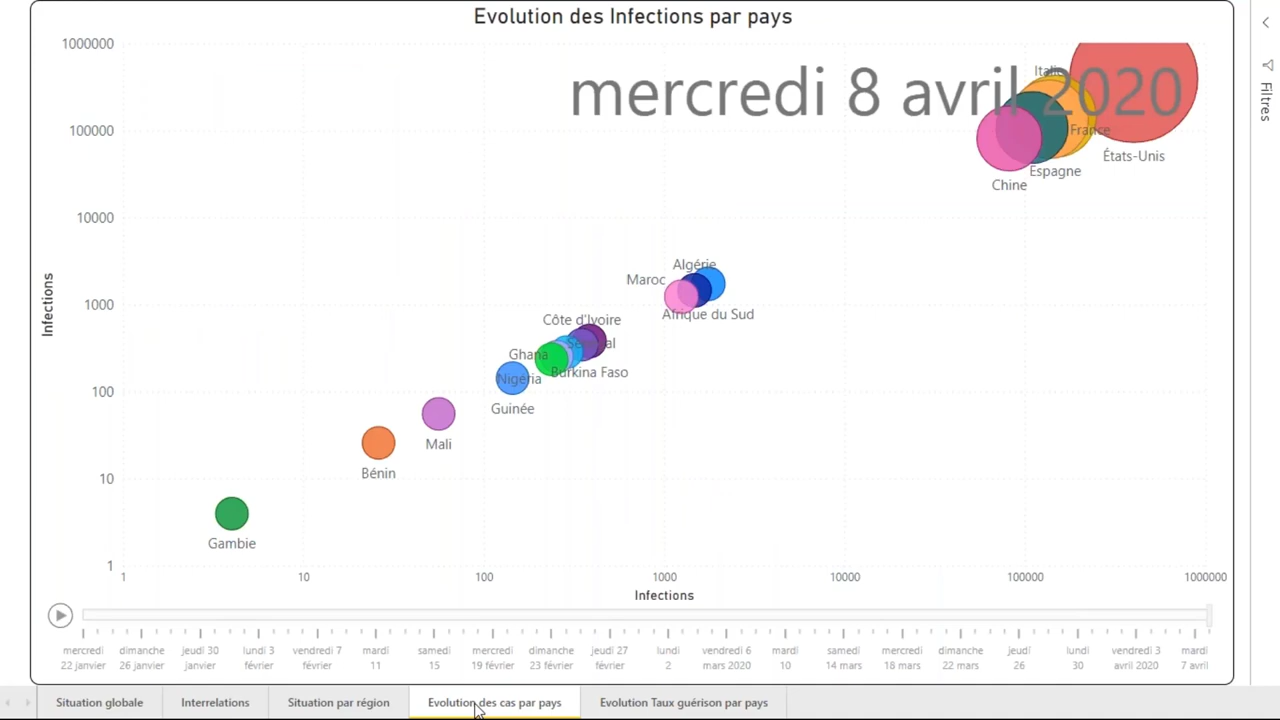 Evolution des Infections par pays
mercredi 8 avril 2020
1000000
100000
10000
1000
100
10
1
Infections
Italie
France
États-Unis
Espagne
Chine
Algérie
Maroc
Afrique du Sud
Côte d'Ivoire
Sénégal
Ghana
Burkina Faso
Nigeria
Guinée
Mali
Bénin
Gambie
1 10 100 1000 10000 100000 1000000
Infections
mercredi dimanche jeudi 30 lundi 3 vendredi 7 mardi samedi mercredi dimanche jeudi 27 lundi vendredi 6 mardi samedi mercredi dimanche jeudi lundi vendredi 3 mardi
22 janvier 26 janvier janvier février février 11 15 19 février 23 février février 2 mars 2020 10 14 mars 18 mars 22 mars 26 30 avril 2020 7 avril
Filtres
Situation globale Interrelations Situation par région Evolution des cas par pays Evolution Taux guérison par pays